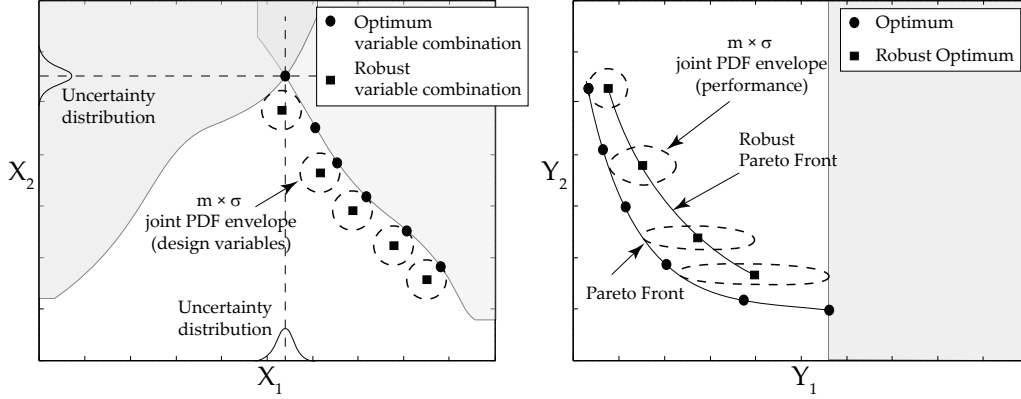 Optimum
variable combination
Robust
variable combination
Uncertainty
distribution
X2
m × σ
joint PDF envelope
(design variables)
Uncertainty
distribution
X1
Optimum
Robust Optimum
m × σ
joint PDF envelope
(performance)
Robust
Pareto Front
Y2
Pareto Front
Y1